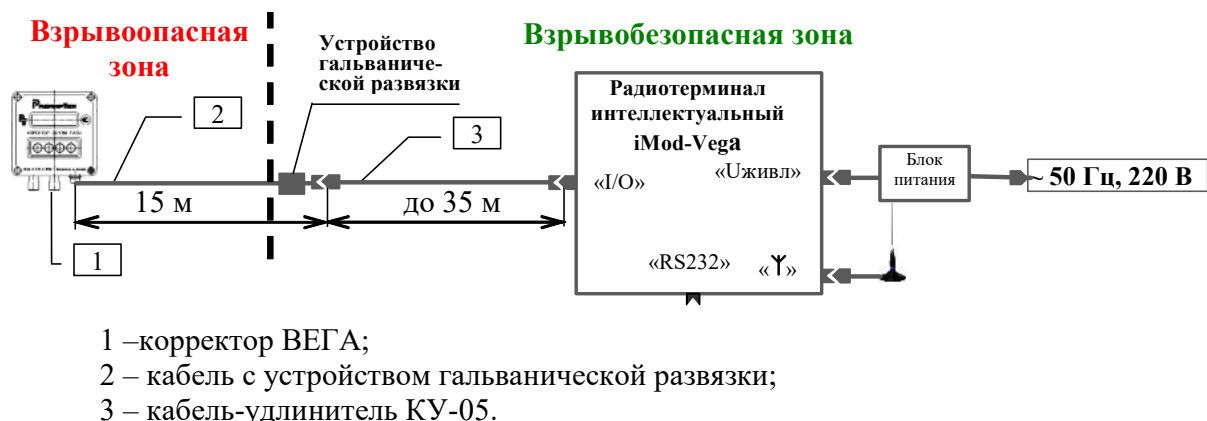 Взрывоопасная
зона
Устройство
гальваниче-
ской развязки
Взрывобезопасная зона
2
3
Радиотерминал
интеллектуальный
iMod-Vega
«I/O»
«Uживл»
Блок
питания
~ 50 Гц, 220 В
15 м
до 35 м
1
«RS232»
«Y»
1 –корректор ВЕГА;
2 – кабель с устройством гальванической развязки;
3 – кабель-удлинитель КУ-05.